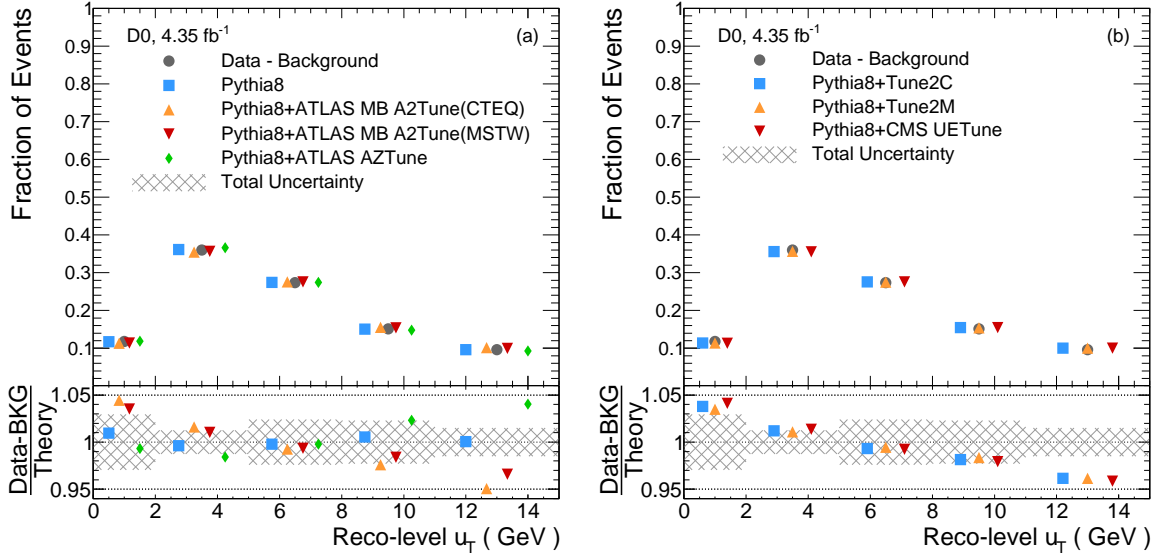 D0, 4.35 fb⁻¹ (a)
Data - Background
Pythia8
Pythia8+ATLAS MB A2Tune(CTEQ)
Pythia8+ATLAS MB A2Tune(MSTW)
Pythia8+ATLAS AZTune
Total Uncertainty
Fraction of Events
1
0.9
0.8
0.7
0.6
0.5
0.4
0.3
0.2
0.1
Data-BKG
Theory
1.05
1
0.95
0 2 4 6 8 10 12 14
Reco-level u_T ( GeV )
D0, 4.35 fb⁻¹ (b)
Data - Background
Pythia8+Tune2C
Pythia8+Tune2M
Pythia8+CMS UETune
Total Uncertainty
Fraction of Events
1
0.9
0.8
0.7
0.6
0.5
0.4
0.3
0.2
0.1
Data-BKG
Theory
1.05
1
0.95
0 2 4 6 8 10 12 14
Reco-level u_T ( GeV )